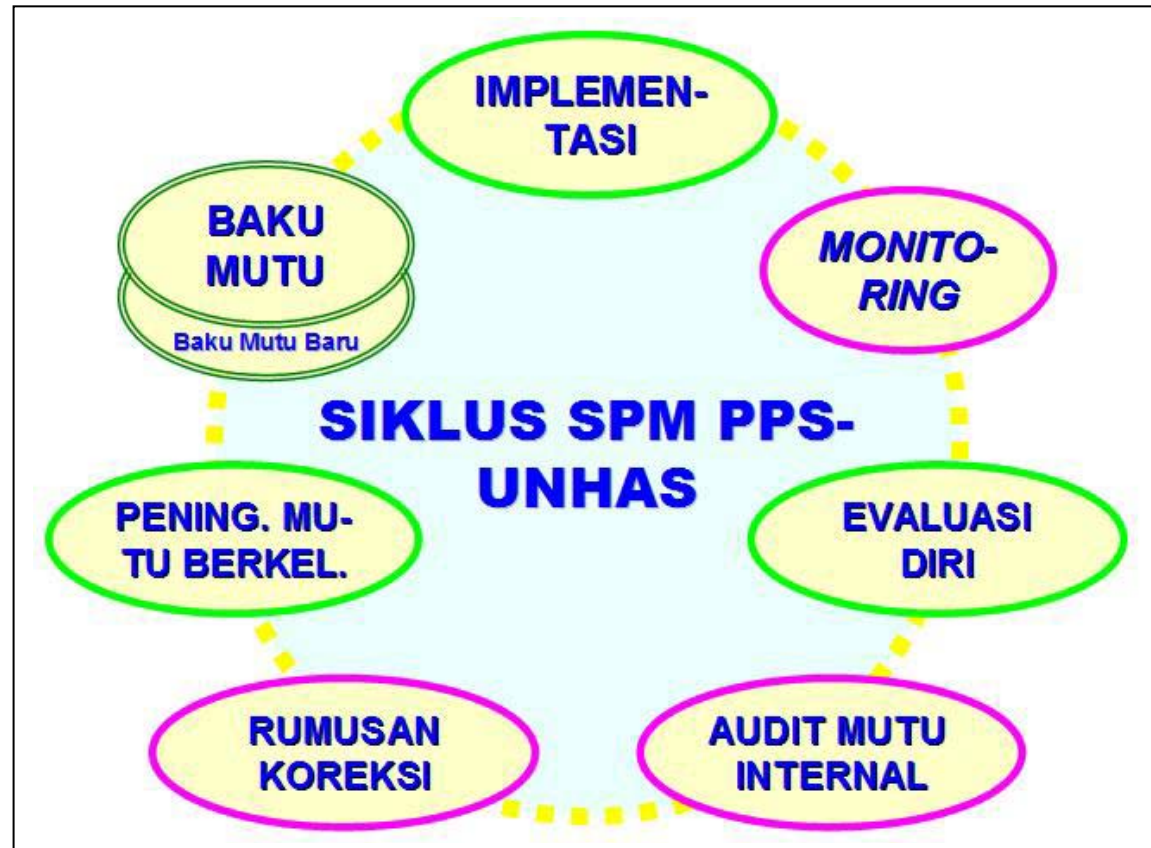 IMPLEMEN-
TASI
BAKU
MUTU
Baku Mutu Baru
MONITO-
RING
SIKLUS SPM PPS-
UNHAS
PENING. MU-
TU BERKEL.
EVALUASI
DIRI
RUMUSAN
KOREKSI
AUDIT MUTU
INTERNAL